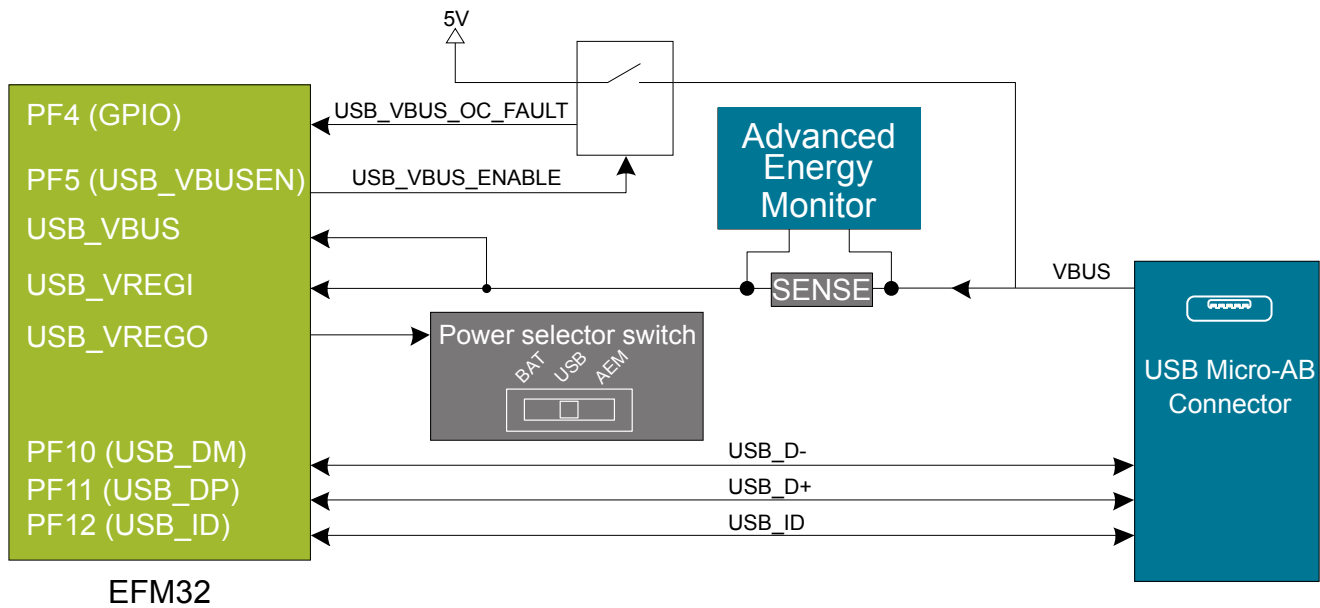 5V
PF4 (GPIO)
USB_VBUS_OC_FAULT
PF5 (USB_VBUSEN)
USB_VBUS_ENABLE
Advanced
Energy
Monitor
USB_VBUS
USB_VREGI
SENSE
VBUS
USB_VREGO
Power selector switch
BAT
USB
AEM
USB Micro-AB
Connector
PF10 (USB_DM)
USB_D-
PF11 (USB_DP)
USB_D+
PF12 (USB_ID)
USB_ID
EFM32